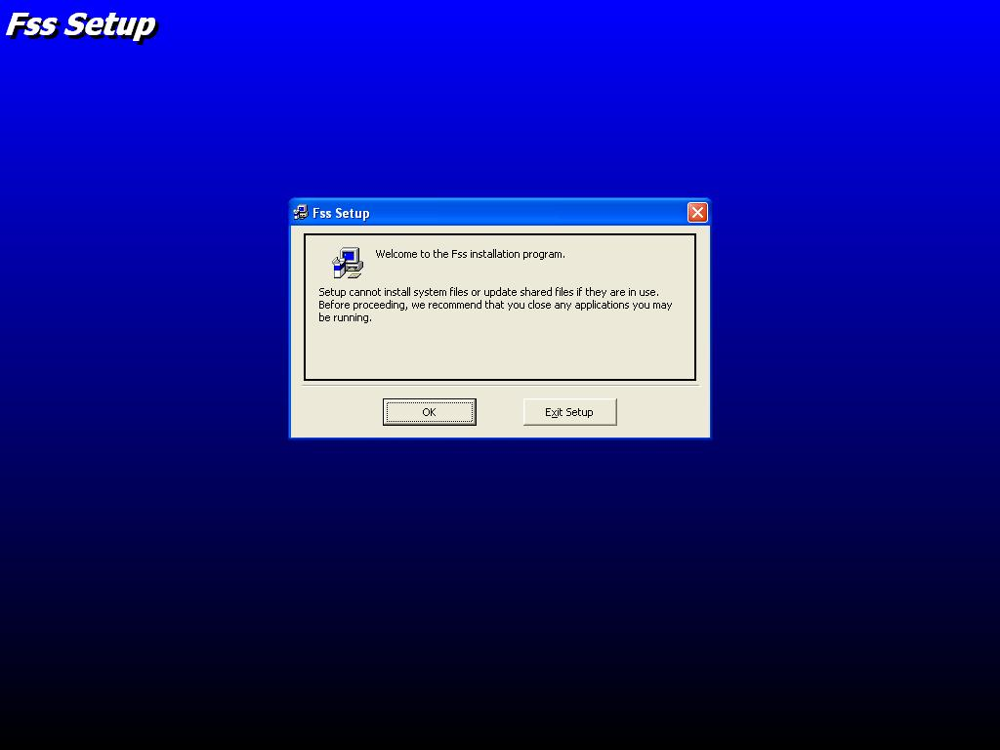 Fss Setup
Fss Setup
Welcome to the Fss installation program.
Setup cannot install system files or update shared files if they are in use.
Before proceeding, we recommend that you close any applications you may
be running.
OK
Exit Setup